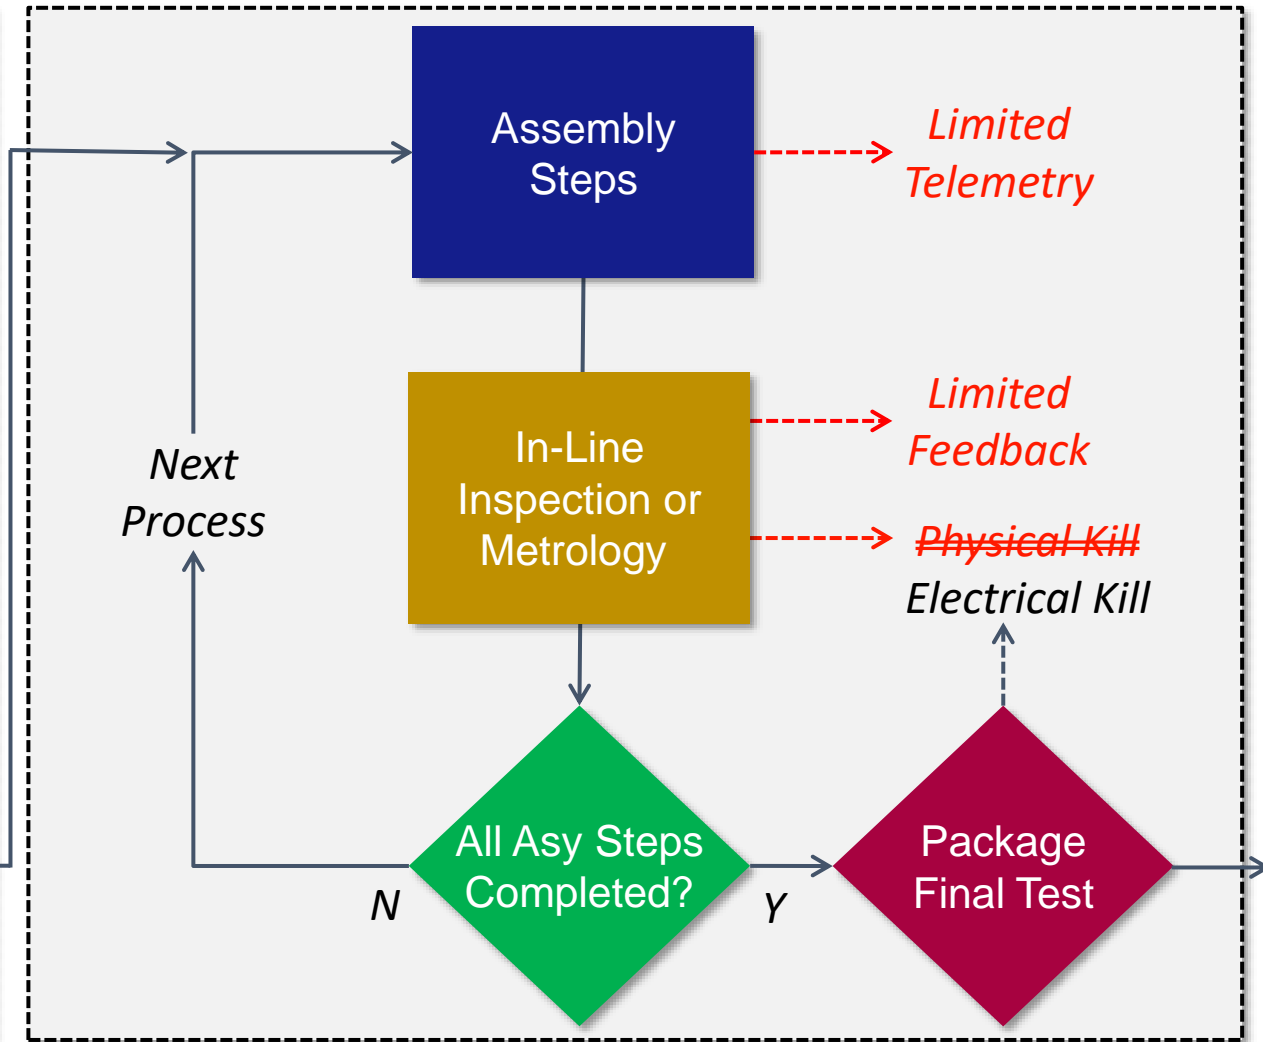 Assembly
Steps
Limited
Telemetry
In-Line
Inspection or
Metrology
Limited
Feedback
Next
Process
Physical Kill
Electrical Kill
All Asy Steps
Completed?
N
Y
Package
Final Test